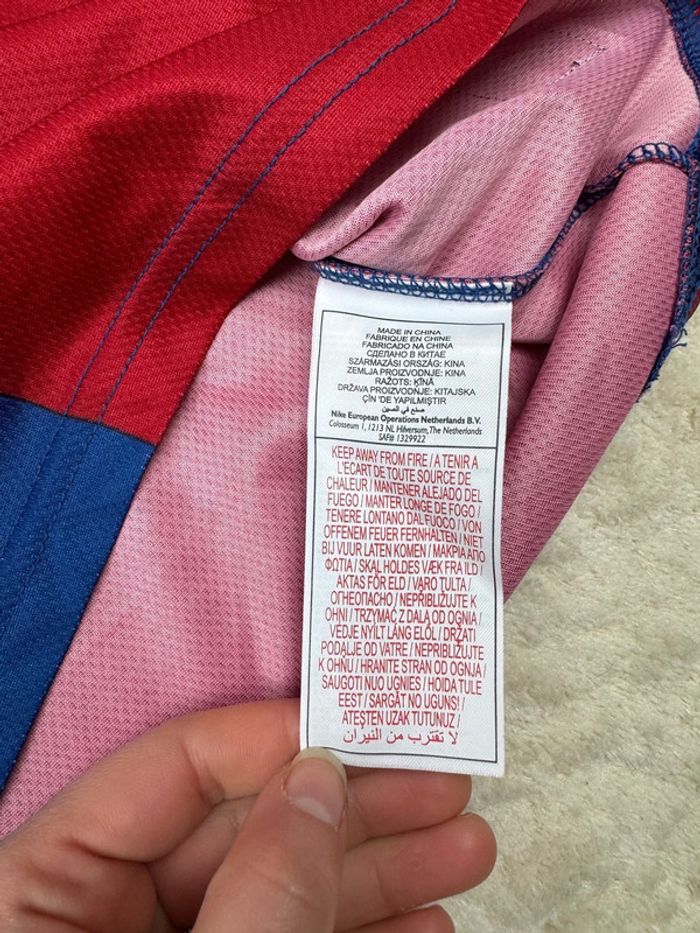 MADE IN CHINA
FABRIQUE EN CHINE
FABRICADO NA CHINA
СДЕЛАНО В КИТАЕ
SZÁRMAZÁSI ORSZÁG: KINA
ZEMLJA PROIZVODNJE: KINA
RAŽOTS: ĶĪNĀ
DRŽAVA PROIZVODNJE: KITAJSKA
ÇİN 'DE YAPILMIŞTIR
صنع في الصين
Nike European Operations Netherlands B.V.
Colosseum 1, 1213 NL Hilversum, The Netherlands
SAF# 1329922
KEEP AWAY FROM FIRE / A TENIR A
L'ECART DE TOUTE SOURCE DE
CHALEUR / MANTENER ALEJADO DEL
FUEGO / MANTER LONGE DE FOGO /
TENERE LONTANO DAL FUOCO / VON
OFFENEM FEUER FERNHALTEN / NIET
BIJ VUUR LATEN KOMEN / ΜΑΚΡΙΑ ΑΠΟ
ΦΩΤΙΑ / SKAL HOLDES VÆK FRA ILD /
AKTAS FÖR ELD / VARO TULTA /
ОГНЕОПАСНО / NEPŘIBLIŽUJTE K
OHNI / TRZYMAĆ Z DALA OD OGNIA /
VEDJE NYÍLT LÁNG ELŐL / DRŽATI
PODALJE OD VATRE / NEPRIBLIŽUJTE
K OHŇU / HRANITE STRAN OD OGNJA /
SAUGOTI NUO UGNIES / HOIDA TULE
EEST / SARGĀT NO UGUNS! /
ATEŞTEN UZAK TUTUNUZ /
لا تقترب من النيران